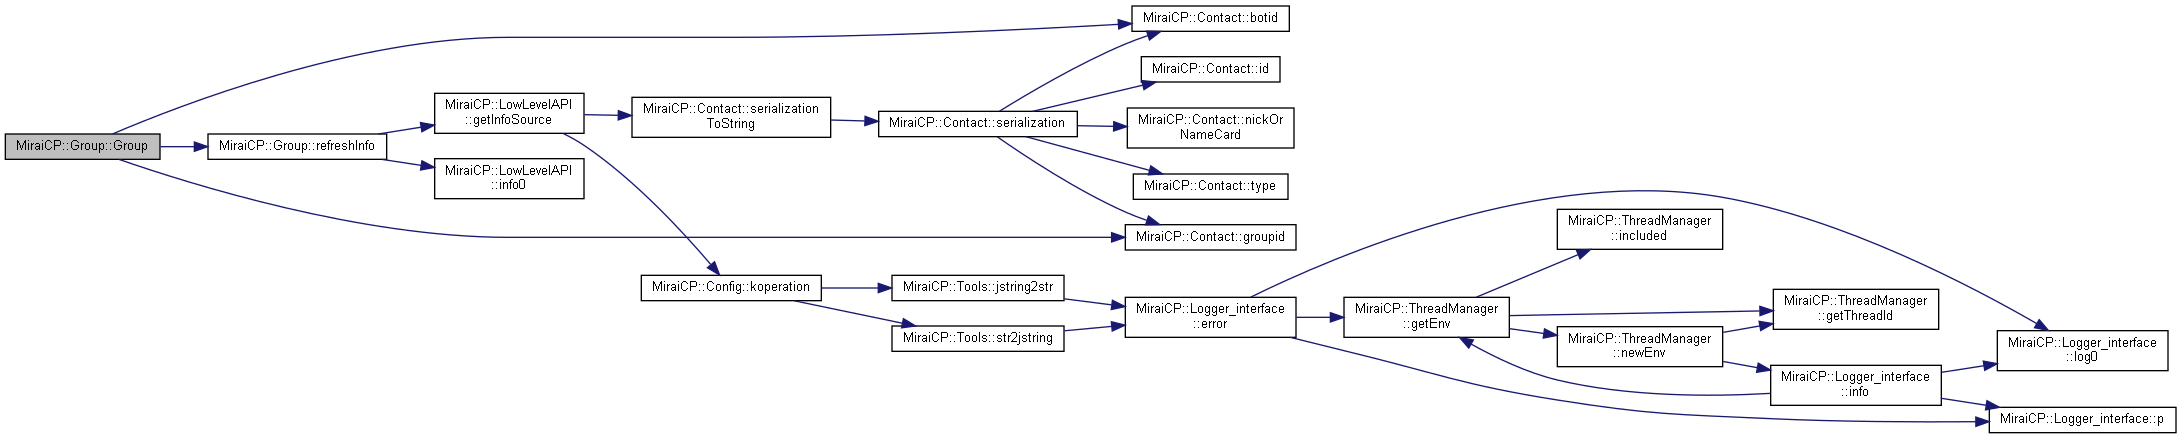 MiraiCP::Group::Group
MiraiCP::Group::refreshInfo
MiraiCP::LowLevelAPI
::getInfoSource
MiraiCP::LowLevelAPI
::info0
MiraiCP::Contact::serialization
ToString
MiraiCP::Contact::serialization
MiraiCP::Contact::botid
MiraiCP::Contact::id
MiraiCP::Contact::nickOr
NameCard
MiraiCP::Contact::type
MiraiCP::Contact::groupid
MiraiCP::Config::koperation
MiraiCP::Tools::jstring2str
MiraiCP::Tools::str2jstring
MiraiCP::Logger_interface
::error
MiraiCP::ThreadManager
::getEnv
MiraiCP::ThreadManager
::included
MiraiCP::ThreadManager
::newEnv
MiraiCP::ThreadManager
::getThreadId
MiraiCP::Logger_interface
::info
MiraiCP::Logger_interface
::log0
MiraiCP::Logger_interface::p